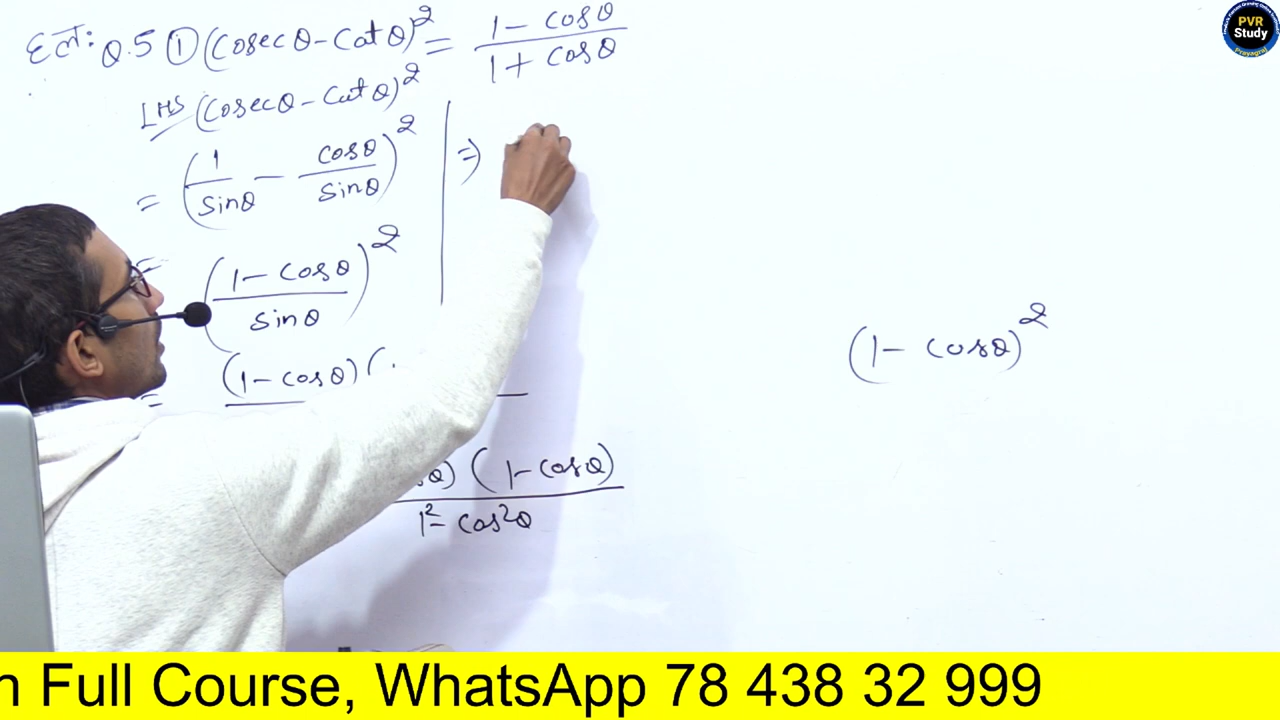 हल: Q.5 ① (Cosecθ - Cotθ)² = 1 - cosθ / 1 + cosθ
LHS (Cosecθ - Cotθ)²
= (1/sinθ - cosθ/sinθ)²
= (1 - cosθ / sinθ)²
= (1 - cosθ) (
(1 - cosθ) / 1² - cos²θ
⇒
(1 - cosθ)²
PVR
Study
Prayagraj
n Full Course, WhatsApp 78 438 32 999